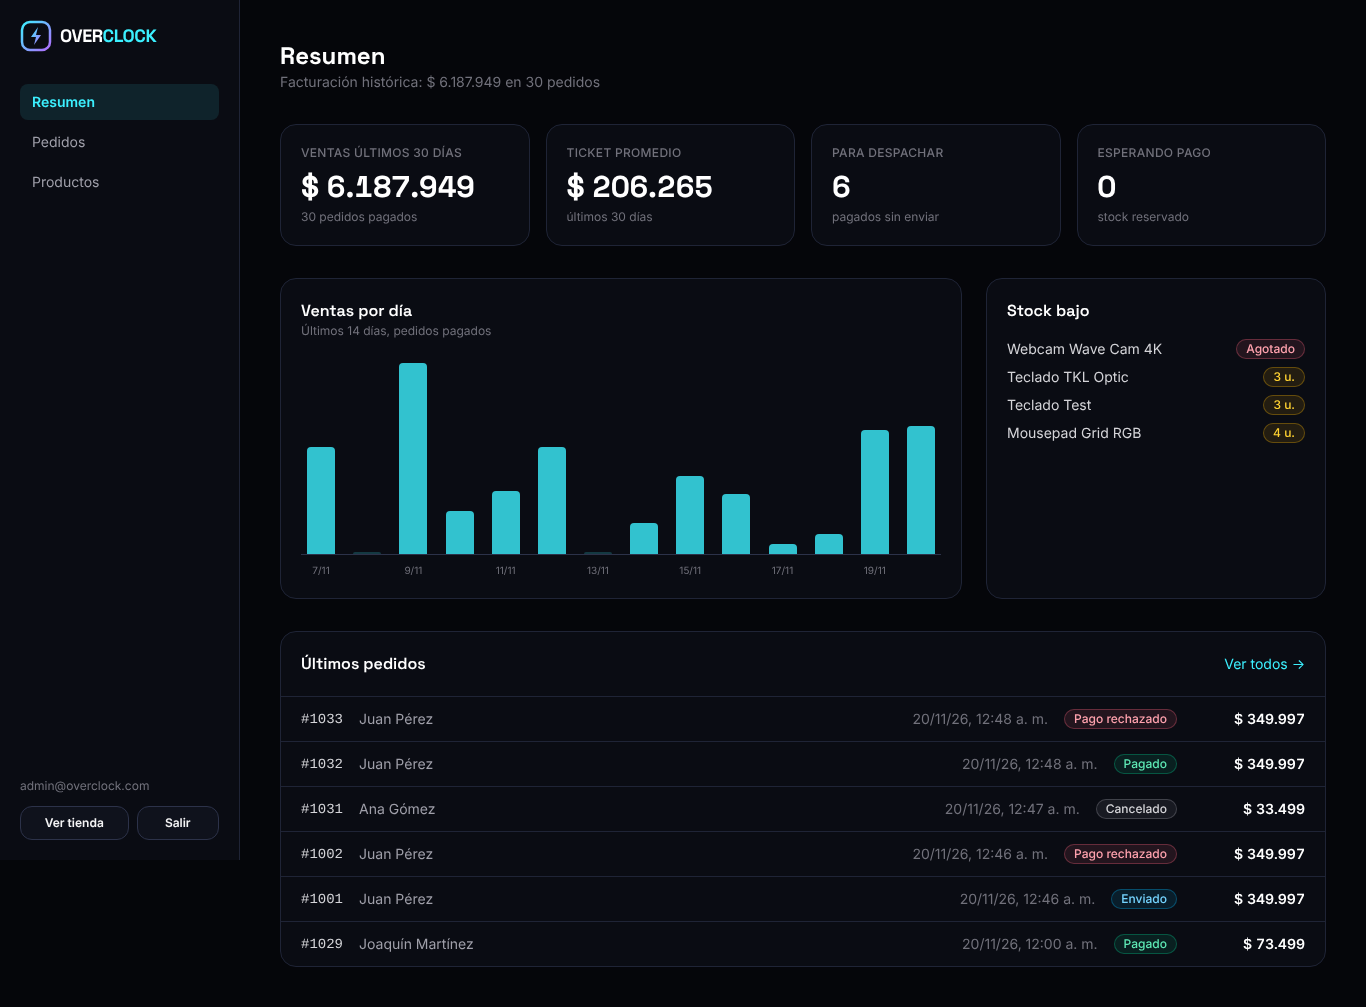 OVERCLOCK
Resumen
Pedidos
Productos
admin@overclock.com
Ver tienda
Salir
Resumen
Facturación histórica: $ 6.187.949 en 30 pedidos
VENTAS ÚLTIMOS 30 DÍAS
$ 6.187.949
30 pedidos pagados
TICKET PROMEDIO
$ 206.265
últimos 30 días
PARA DESPACHAR
6
pagados sin enviar
ESPERANDO PAGO
0
stock reservado
Ventas por día
Últimos 14 días, pedidos pagados
7/11 9/11 11/11 13/11 15/11 17/11 19/11
Stock bajo
Webcam Wave Cam 4K Agotado
Teclado TKL Optic 3 u.
Teclado Test 3 u.
Mousepad Grid RGB 4 u.
Últimos pedidos Ver todos →
#1033 Juan Pérez 20/11/26, 12:48 a. m. Pago rechazado $ 349.997
#1032 Juan Pérez 20/11/26, 12:48 a. m. Pagado $ 349.997
#1031 Ana Gómez 20/11/26, 12:47 a. m. Cancelado $ 33.499
#1002 Juan Pérez 20/11/26, 12:46 a. m. Pago rechazado $ 349.997
#1001 Juan Pérez 20/11/26, 12:46 a. m. Enviado $ 349.997
#1029 Joaquín Martínez 20/11/26, 12:00 a. m. Pagado $ 73.499